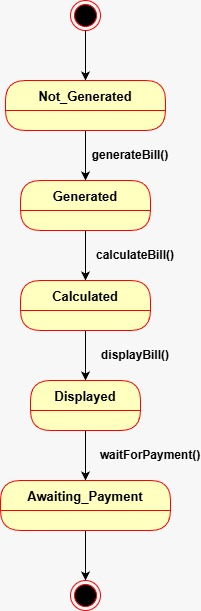 Not_Generated
generateBill()
Generated
calculateBill()
Calculated
displayBill()
Displayed
waitForPayment()
Awaiting_Payment